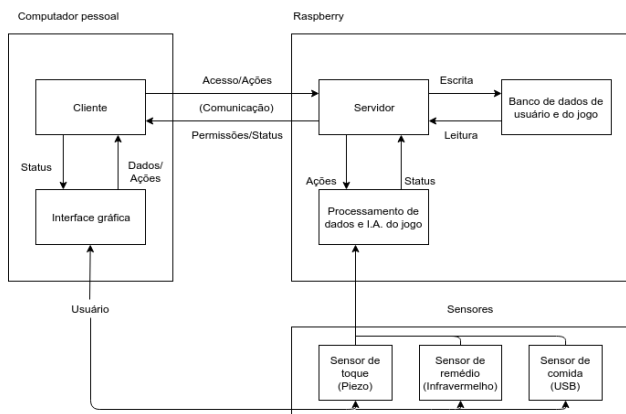 Computador pessoal
Raspberry
Cliente
Acesso/Ações
(Comunicação)
Permissões/Status
Servidor
Escrita
Leitura
Banco de dados de
usuário e do jogo
Status
Dados/
Ações
Ações
Status
Interface gráfica
Processamento de
dados e I.A. do jogo
Usuário
Sensores
Sensor de
toque
(Piezo)
Sensor de
remédio
(Infravermelho)
Sensor de
comida
(USB)